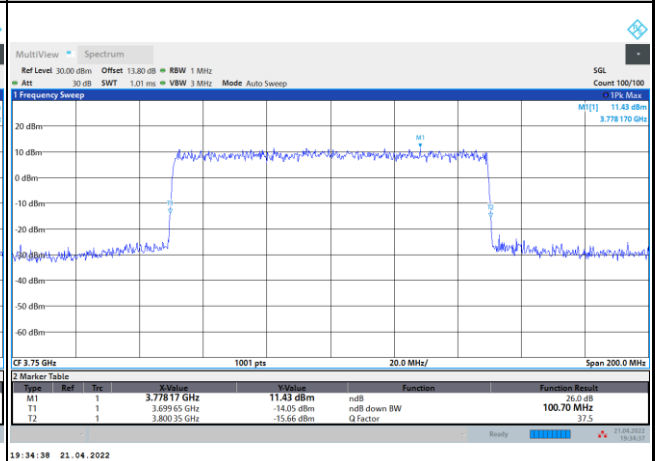 MultiView Spectrum
Ref Level 30.00 dBm Offset 13.80 dB RBW 1 MHz SGL
Att 30 dB SWT 1.01 ms VBW 3 MHz Mode Auto Sweep Count 100/100
1 Frequency Sweep 1Pk Max
M1[1] 11.43 dBm
3.778 170 GHz
20 dBm
M1
10 dBm
0 dBm
T1
-10 dBm
T2
-20 dBm
-30 dBm
-40 dBm
-50 dBm
-60 dBm
CF 3.75 GHz 1001 pts 20.0 MHz/ Span 200.0 MHz
2 Marker Table
Type Ref Trc X-Value Y-Value Function Function Result
M1 1 3.77817 GHz 11.43 dBm ndB 26.0 dB
T1 1 3.69965 GHz -14.05 dBm ndB down BW 100.70 MHz
T2 1 3.80035 GHz -15.66 dBm Q Factor 37.5
Ready 21.04.2022
19:34:37
19:34:38 21.04.2022